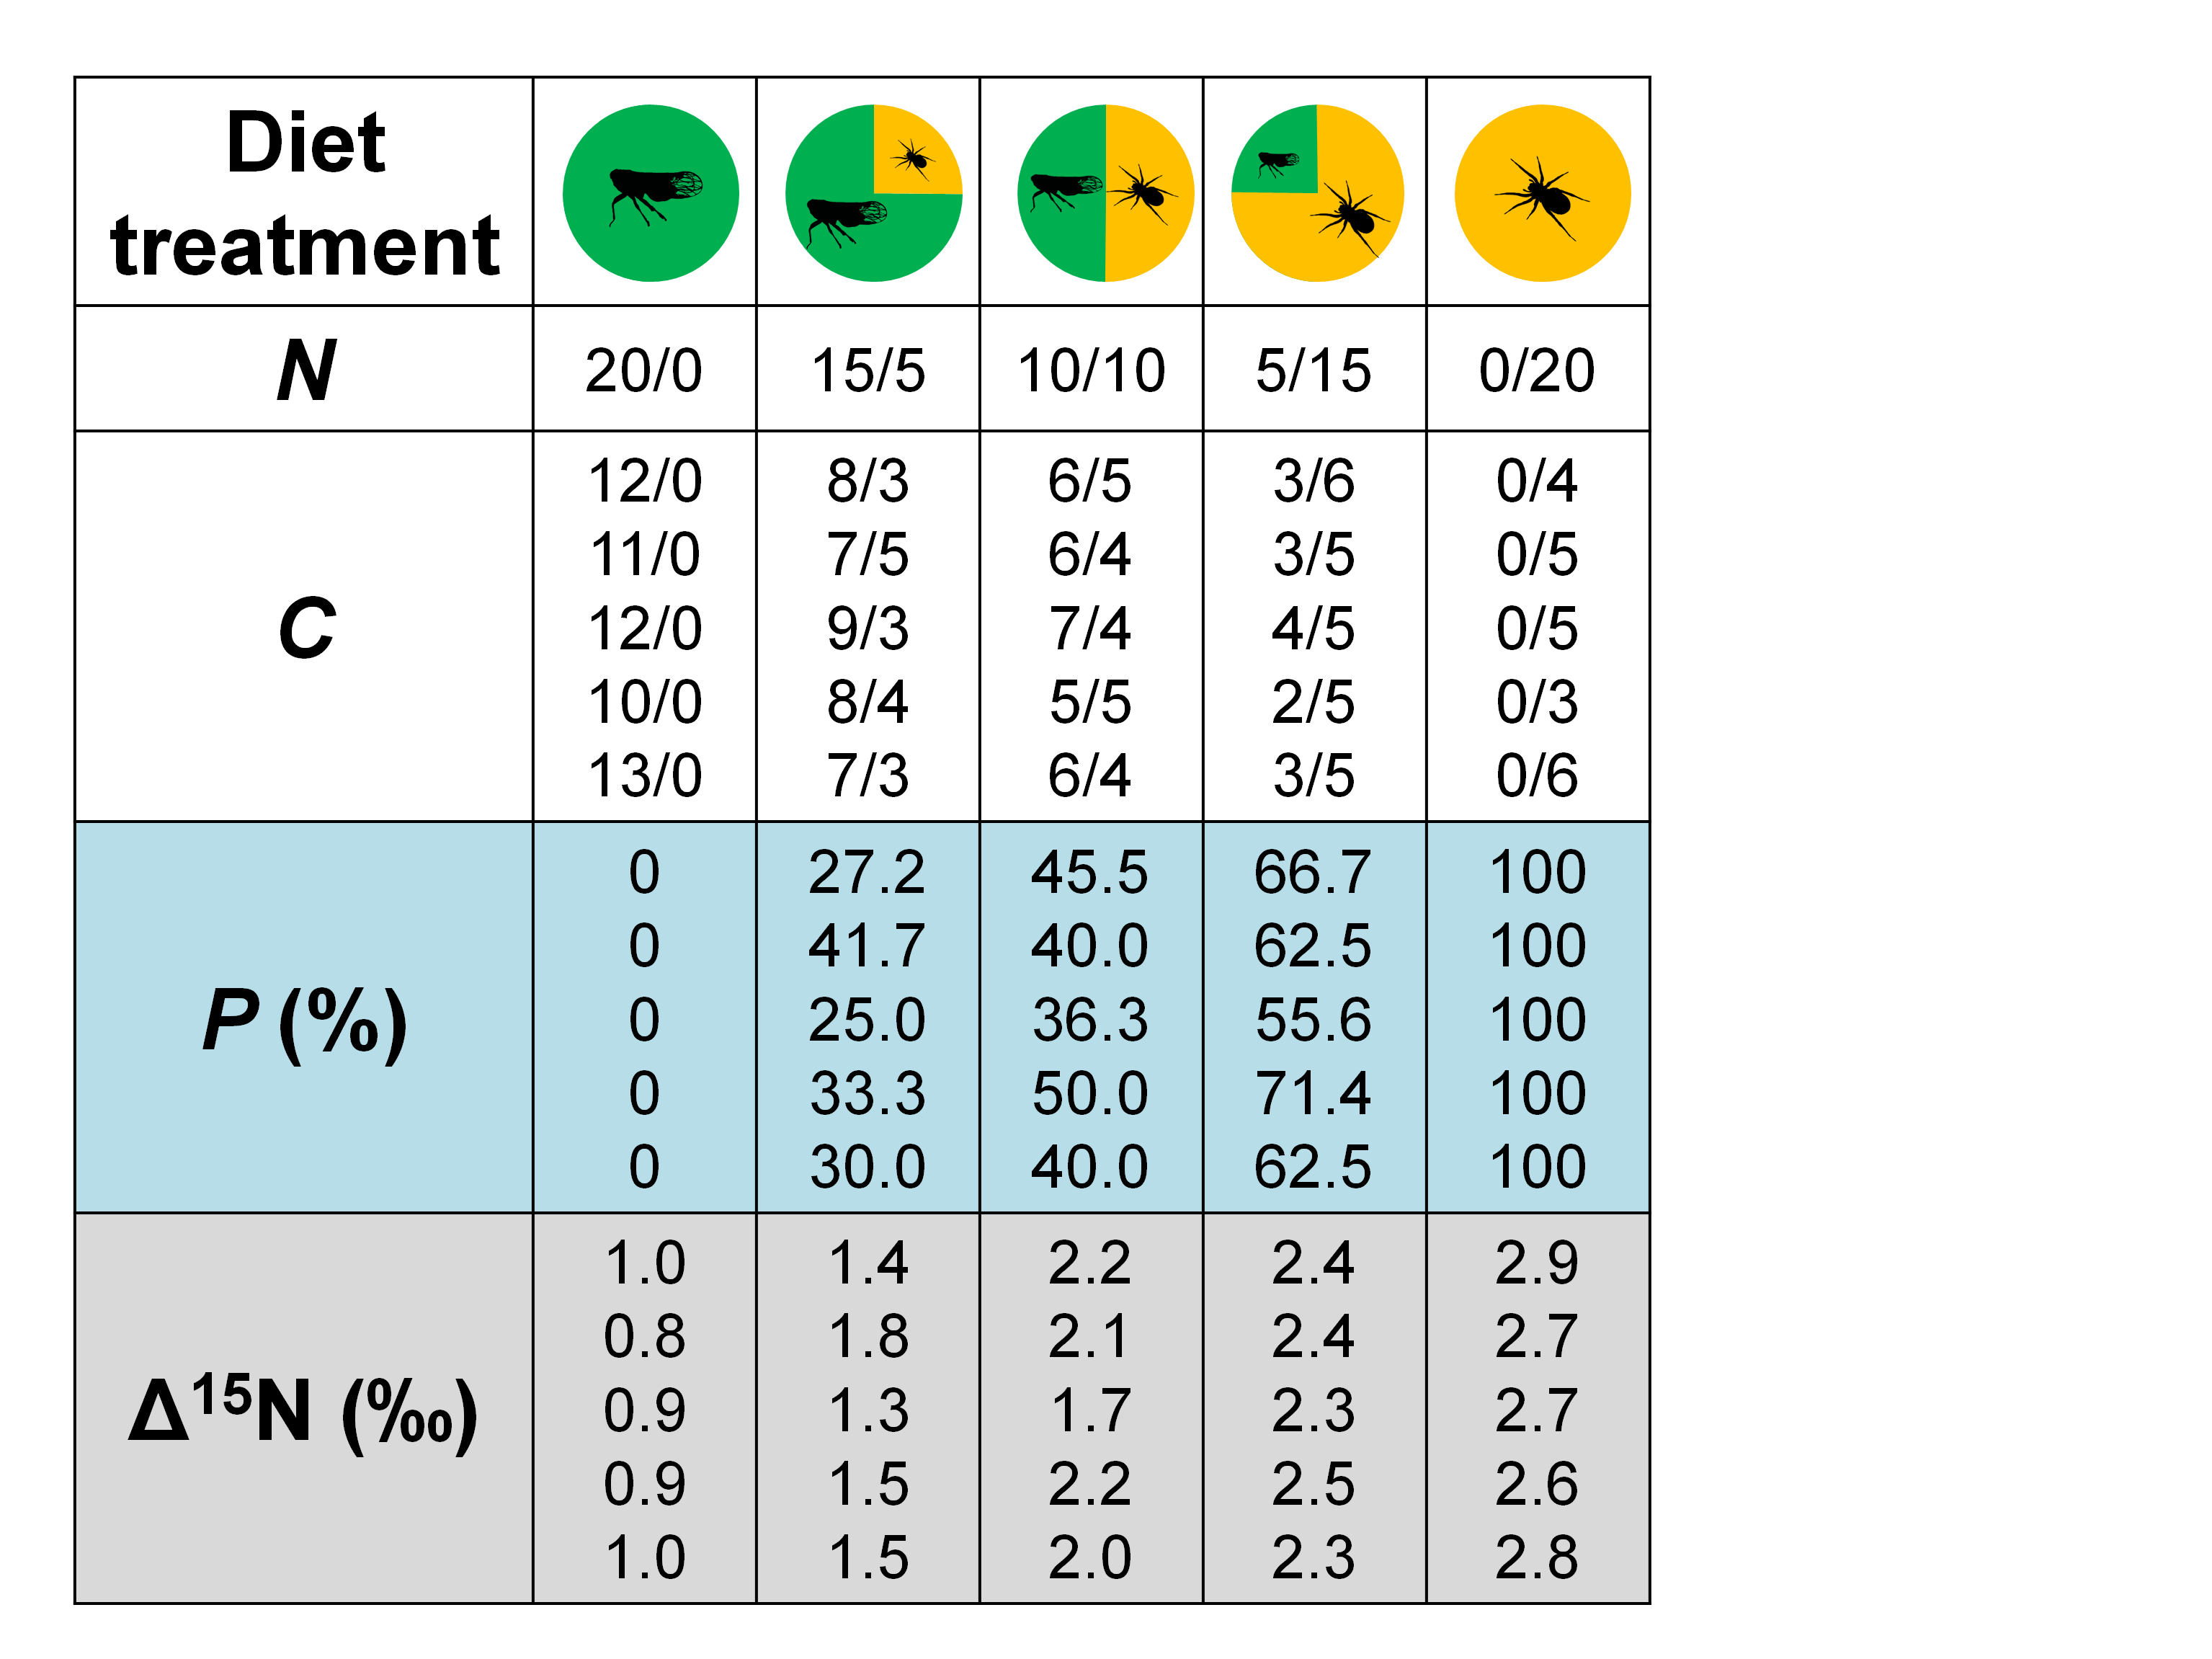 Diet
treatment
N 20/0 15/5 10/10 5/15 0/20
C
12/0 8/3 6/5 3/6 0/4
11/0 7/5 6/4 3/5 0/5
12/0 9/3 7/4 4/5 0/5
10/0 8/4 5/5 2/5 0/3
13/0 7/3 6/4 3/5 0/6
P (%)
0 27.2 45.5 66.7 100
0 41.7 40.0 62.5 100
0 25.0 36.3 55.6 100
0 33.3 50.0 71.4 100
0 30.0 40.0 62.5 100
Δ¹⁵N (‰)
1.0 1.4 2.2 2.4 2.9
0.8 1.8 2.1 2.4 2.7
0.9 1.3 1.7 2.3 2.7
0.9 1.5 2.2 2.5 2.6
1.0 1.5 2.0 2.3 2.8